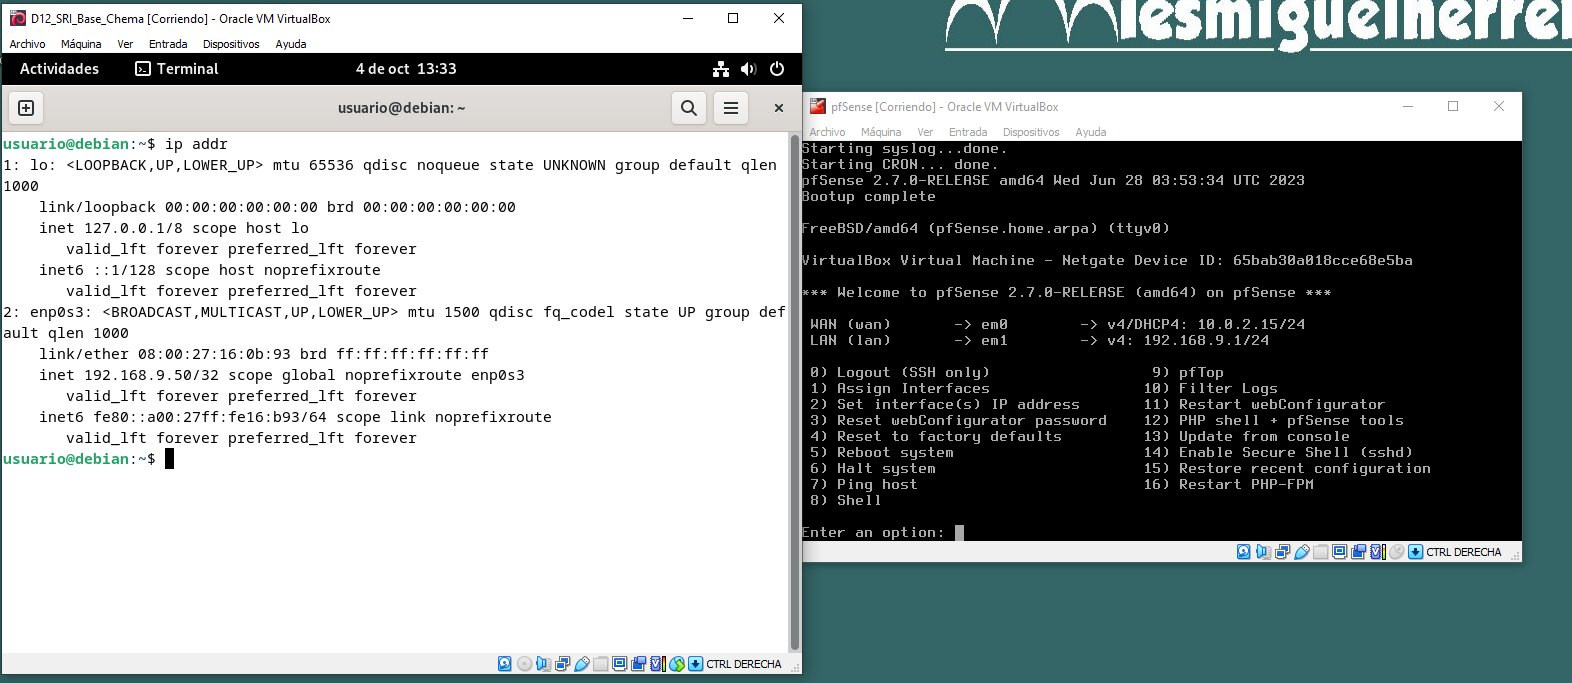 D12_SRI_Base_Chema [Corriendo] - Oracle VM VirtualBox
Archivo Máquina Ver Entrada Dispositivos Ayuda
Actividades Terminal 4 de oct 13:33
usuario@debian: ~
usuario@debian:~$ ip addr
1: lo: <LOOPBACK,UP,LOWER_UP> mtu 65536 qdisc noqueue state UNKNOWN group default qlen
1000
link/loopback 00:00:00:00:00:00 brd 00:00:00:00:00:00
inet 127.0.0.1/8 scope host lo
valid_lft forever preferred_lft forever
inet6 ::1/128 scope host noprefixroute
valid_lft forever preferred_lft forever
2: enp0s3: <BROADCAST,MULTICAST,UP,LOWER_UP> mtu 1500 qdisc fq_codel state UP group def
ault qlen 1000
link/ether 08:00:27:16:0b:93 brd ff:ff:ff:ff:ff:ff
inet 192.168.9.50/32 scope global noprefixroute enp0s3
valid_lft forever preferred_lft forever
inet6 fe80::a00:27ff:fe16:b93/64 scope link noprefixroute
valid_lft forever preferred_lft forever
usuario@debian:~$
CTRL DERECHA
iesmiguelherrer
pfSense [Corriendo] - Oracle VM VirtualBox
Archivo Máquina Ver Entrada Dispositivos Ayuda
Starting syslog...done.
Starting CRON... done.
pfSense 2.7.0-RELEASE amd64 Wed Jun 28 03:53:34 UTC 2023
Bootup complete
FreeBSD/amd64 (pfSense.home.arpa) (ttyv0)
VirtualBox Virtual Machine - Netgate Device ID: 65bab30a018cce68e5ba
*** Welcome to pfSense 2.7.0-RELEASE (amd64) on pfSense ***
WAN (wan) -> em0 -> v4/DHCP4: 10.0.2.15/24
LAN (lan) -> em1 -> v4: 192.168.9.1/24
0) Logout (SSH only) 9) pfTop
1) Assign Interfaces 10) Filter Logs
2) Set interface(s) IP address 11) Restart webConfigurator
3) Reset webConfigurator password 12) PHP shell + pfSense tools
4) Reset to factory defaults 13) Update from console
5) Reboot system 14) Enable Secure Shell (sshd)
6) Halt system 15) Restore recent configuration
7) Ping host 16) Restart PHP-FPM
8) Shell
Enter an option:
CTRL DERECHA